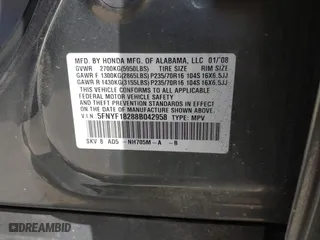 MFD. BY HONDA MFG. OF ALABAMA, LLC 01/'08
GVWR 2700KG(5950LBS) TIRE SIZE RIM SIZE
GAWR F 1300KG(2865LBS) P235/70R16 104S 16X6.5JJ
GAWR R 1430KG(3155LBS) P235/70R16 104S 16X6.5JJ
THIS VEHICLE CONFORMS TO ALL APPLICABLE FEDERAL MOTOR
VEHICLE SAFETY AND THEFT PREVENTION STANDARDS IN EFFECT
ON THE DATE OF MANUFACTURE SHOWN ABOVE.
V.I.N. 5FNYF18288B042958 TYPE: MPV
SKV 8 AD5 -NH705M-A -B
AUTOHELPERBOT.COM